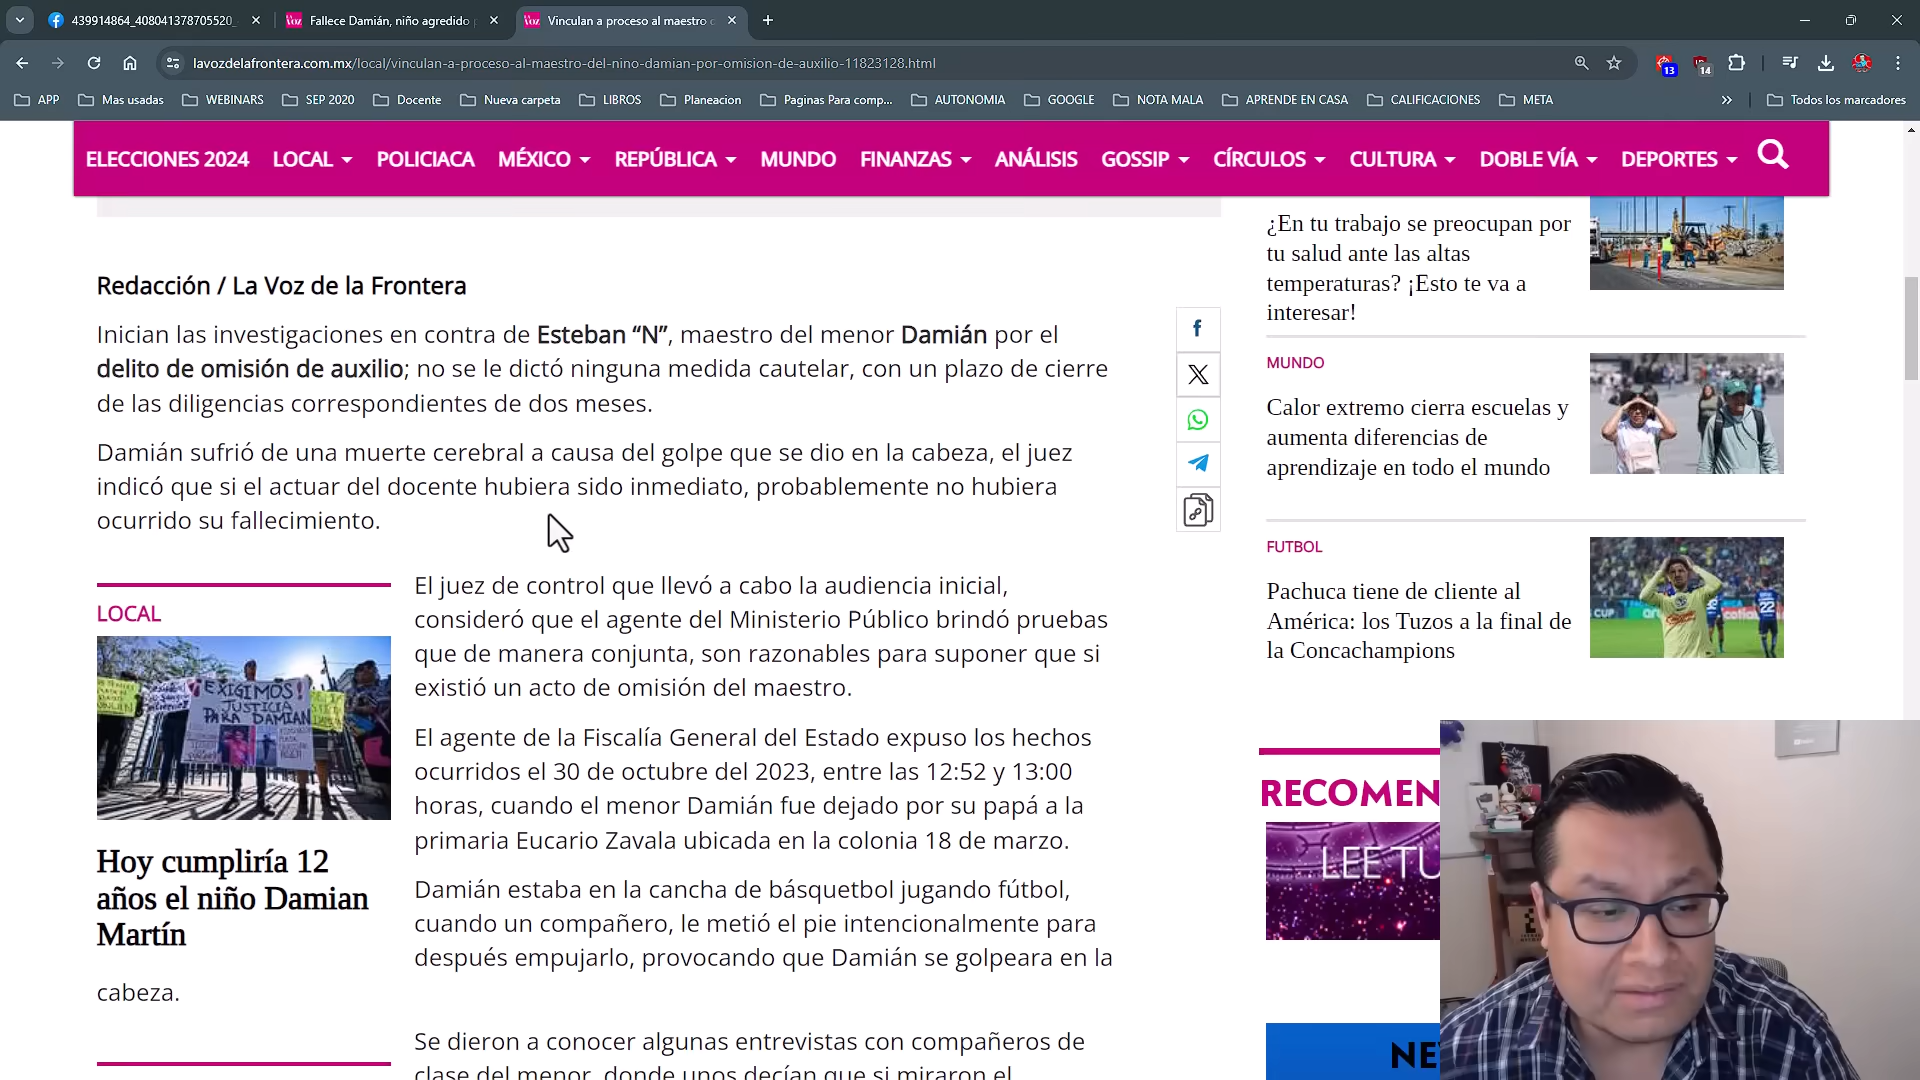 439914864_408041378705520_
Fallece Damián, niño agredido
Vinculan a proceso al maestro
lavozdelafrontera.com.mx/local/vinculan-a-proceso-al-maestro-del-nino-damian-por-omision-de-auxilio-11823128.html
13
14
APP
Mas usadas
WEBINARS
SEP 2020
Docente
Nueva carpeta
LIBROS
Planeacion
Paginas Para comp...
AUTONOMIA
GOOGLE
NOTA MALA
APRENDE EN CASA
CALIFICACIONES
META
Todos los marcadores
ELECCIONES 2024 LOCAL POLICIACA MÉXICO REPÚBLICA MUNDO FINANZAS ANÁLISIS GOSSIP CÍRCULOS CULTURA DOBLE VÍA DEPORTES
Redacción / La Voz de la Frontera
Inician las investigaciones en contra de Esteban “N”, maestro del menor Damián por el
delito de omisión de auxilio; no se le dictó ninguna medida cautelar, con un plazo de cierre
de las diligencias correspondientes de dos meses.
Damián sufrió de una muerte cerebral a causa del golpe que se dio en la cabeza, el juez
indicó que si el actuar del docente hubiera sido inmediato, probablemente no hubiera
ocurrido su fallecimiento.
LOCAL
EXIGIMOS!
JUSTICIA
PARA DAMIAN
Hoy cumpliría 12
años el niño Damian
Martín
El juez de control que llevó a cabo la audiencia inicial,
consideró que el agente del Ministerio Público brindó pruebas
que de manera conjunta, son razonables para suponer que si
existió un acto de omisión del maestro.
El agente de la Fiscalía General del Estado expuso los hechos
ocurridos el 30 de octubre del 2023, entre las 12:52 y 13:00
horas, cuando el menor Damián fue dejado por su papá a la
primaria Eucario Zavala ubicada en la colonia 18 de marzo.
Damián estaba en la cancha de básquetbol jugando fútbol,
cuando un compañero, le metió el pie intencionalmente para
después empujarlo, provocando que Damián se golpeara en la
cabeza.
Se dieron a conocer algunas entrevistas con compañeros de
clase del menor, donde unos decían que si miraron el
¿En tu trabajo se preocupan por
tu salud ante las altas
temperaturas? ¡Esto te va a
interesar!
MUNDO
Calor extremo cierra escuelas y
aumenta diferencias de
aprendizaje en todo el mundo
FUTBOL
Pachuca tiene de cliente al
América: los Tuzos a la final de
la Concachampions
22
RECOMEN
LEE TU
NE